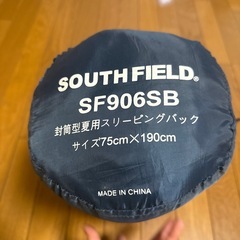 SOUTH FIELD®
SF906SB
封筒型夏用スリーピングバック
サイズ75cm×190cm
MADE IN CHINA